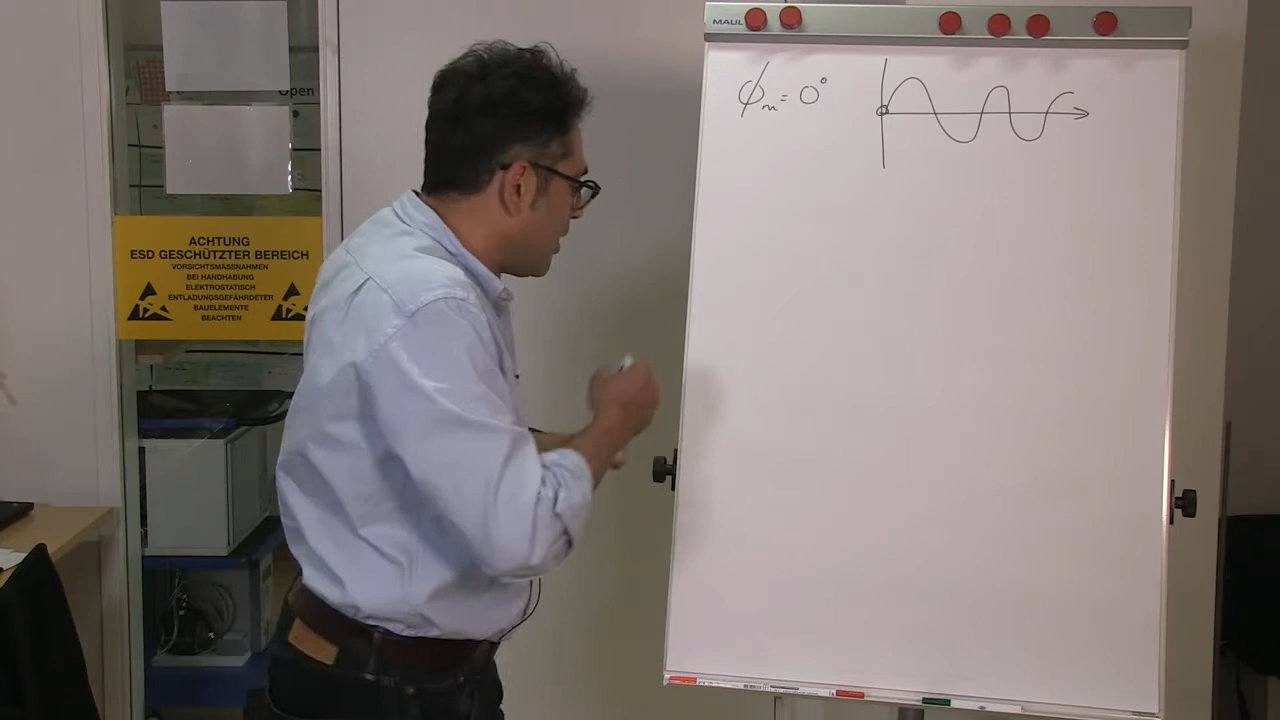 Open
ACHTUNG
ESD GESCHÜTZTER BEREICH
VORSICHTSMASSNAHMEN
BEI HANDHABUNG
ELEKTROSTATISCH
ENTLADUNGSGEFÄHRDETER
BAUELEMENTE
BEACHTEN
MAUL
ϕm = 0°